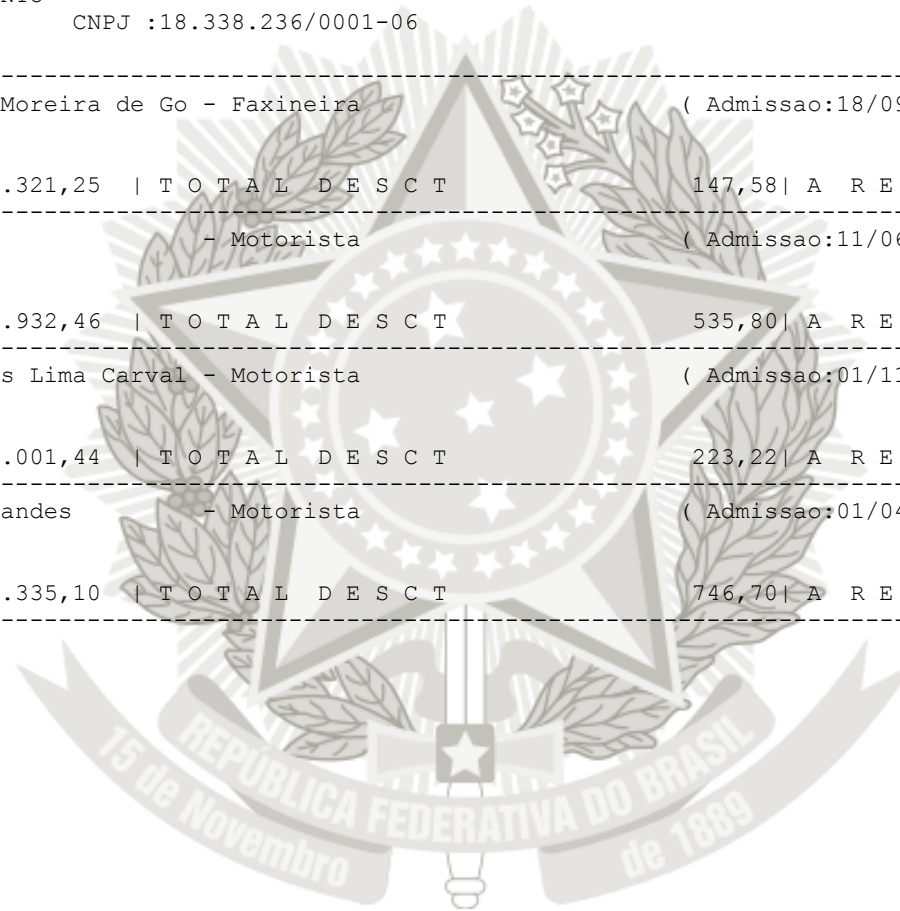 CNPJ :18.338.236/0001-06
--------------------------------------------------------------
Moreira de Go - Faxineira ( Admissao:18/09
.321,25 | T O T A L D E S C T 147,58| A R E
--------------------------------------------------------------
- Motorista ( Admissao:11/06
.932,46 | T O T A L D E S C T 535,80| A R E
--------------------------------------------------------------
s Lima Carval - Motorista ( Admissao:01/11
.001,44 | T O T A L D E S C T 223,22| A R E
--------------------------------------------------------------
andes - Motorista ( Admissao:01/04
.335,10 | T O T A L D E S C T 746,70| A R E
--------------------------------------------------------------
REPÚBLICA FEDERATIVA DO BRASIL
15 de Novembro de 1889